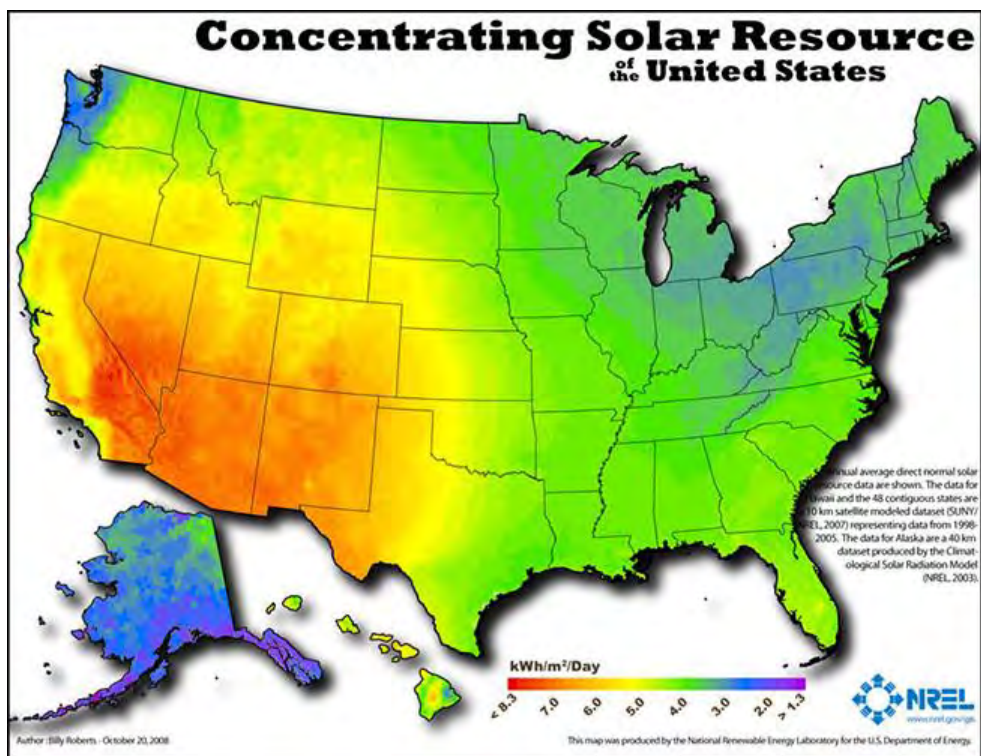 Concentrating Solar Resource
of
the United States
nnual average direct normal solar
ource data are shown. The data for
waii and the 48 contiguous states are
10 km satellite modeled dataset (SUNY/
REL, 2007) representing data from 1998-
2005. The data for Alaska are a 40 km
dataset produced by the Climat-
ological Solar Radiation Model
(NREL, 2003).
kWh/m²/Day
< 8.3 7.0 6.0 5.0 4.0 3.0 2.0 > 1.3
NREL
www.nrel.gov/gis
Author : Billy Roberts - October 20, 2008
This map was produced by the National Renewable Energy Laboratory for the U.S. Department of Energy.